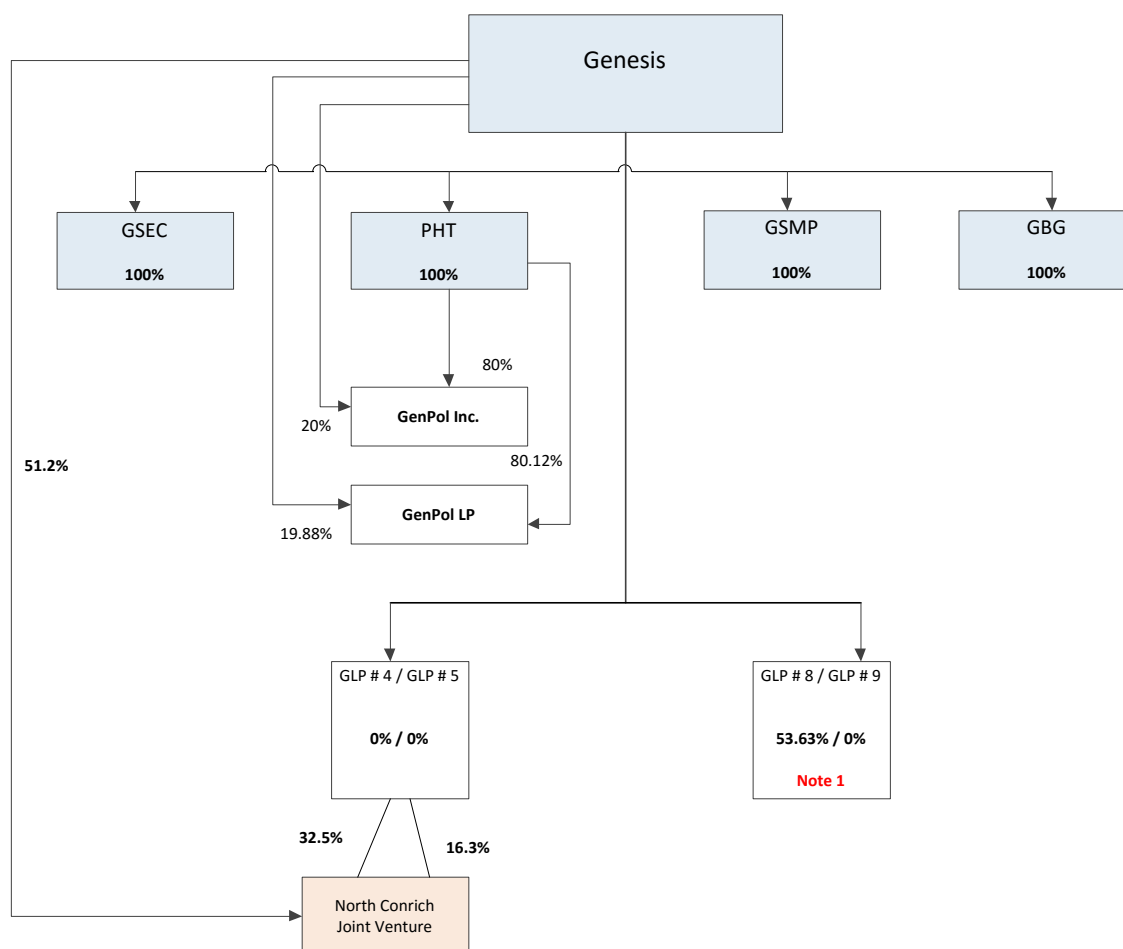 Genesis
GSEC
100%
PHT
100%
GSMP
100%
GBG
100%
80%
GenPol Inc.
20%
51.2%
80.12%
GenPol LP
19.88%
GLP # 4 / GLP # 5
0% / 0%
GLP # 8 / GLP # 9
53.63% / 0%
Note 1
32.5%
16.3%
North Conrich
Joint Venture